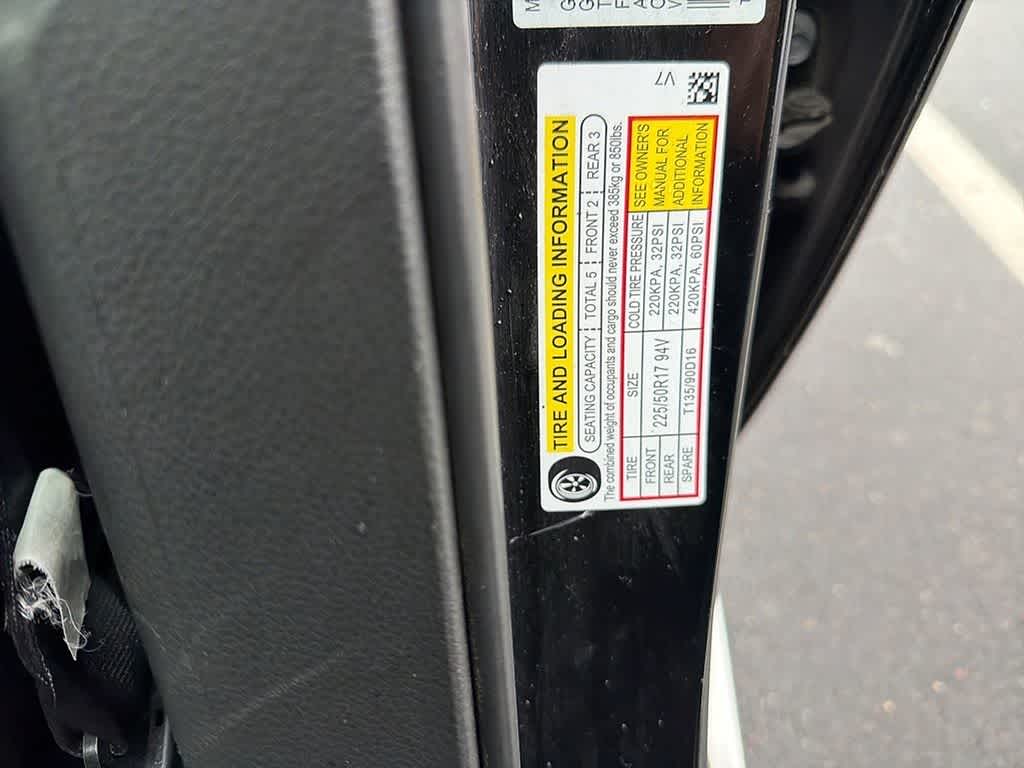 V7
TIRE AND LOADING INFORMATION
SEATING CAPACITY TOTAL 5 FRONT 2 REAR 3
The combined weight of occupants and cargo should never exceed 385kg or 850lbs.
TIRE SIZE COLD TIRE PRESSURE
FRONT 225/50R17 94V 220KPA, 32PSI
REAR 220KPA, 32PSI
SPARE T135/90D16 420KPA, 60PSI
SEE OWNER'S
MANUAL FOR
ADDITIONAL
INFORMATION